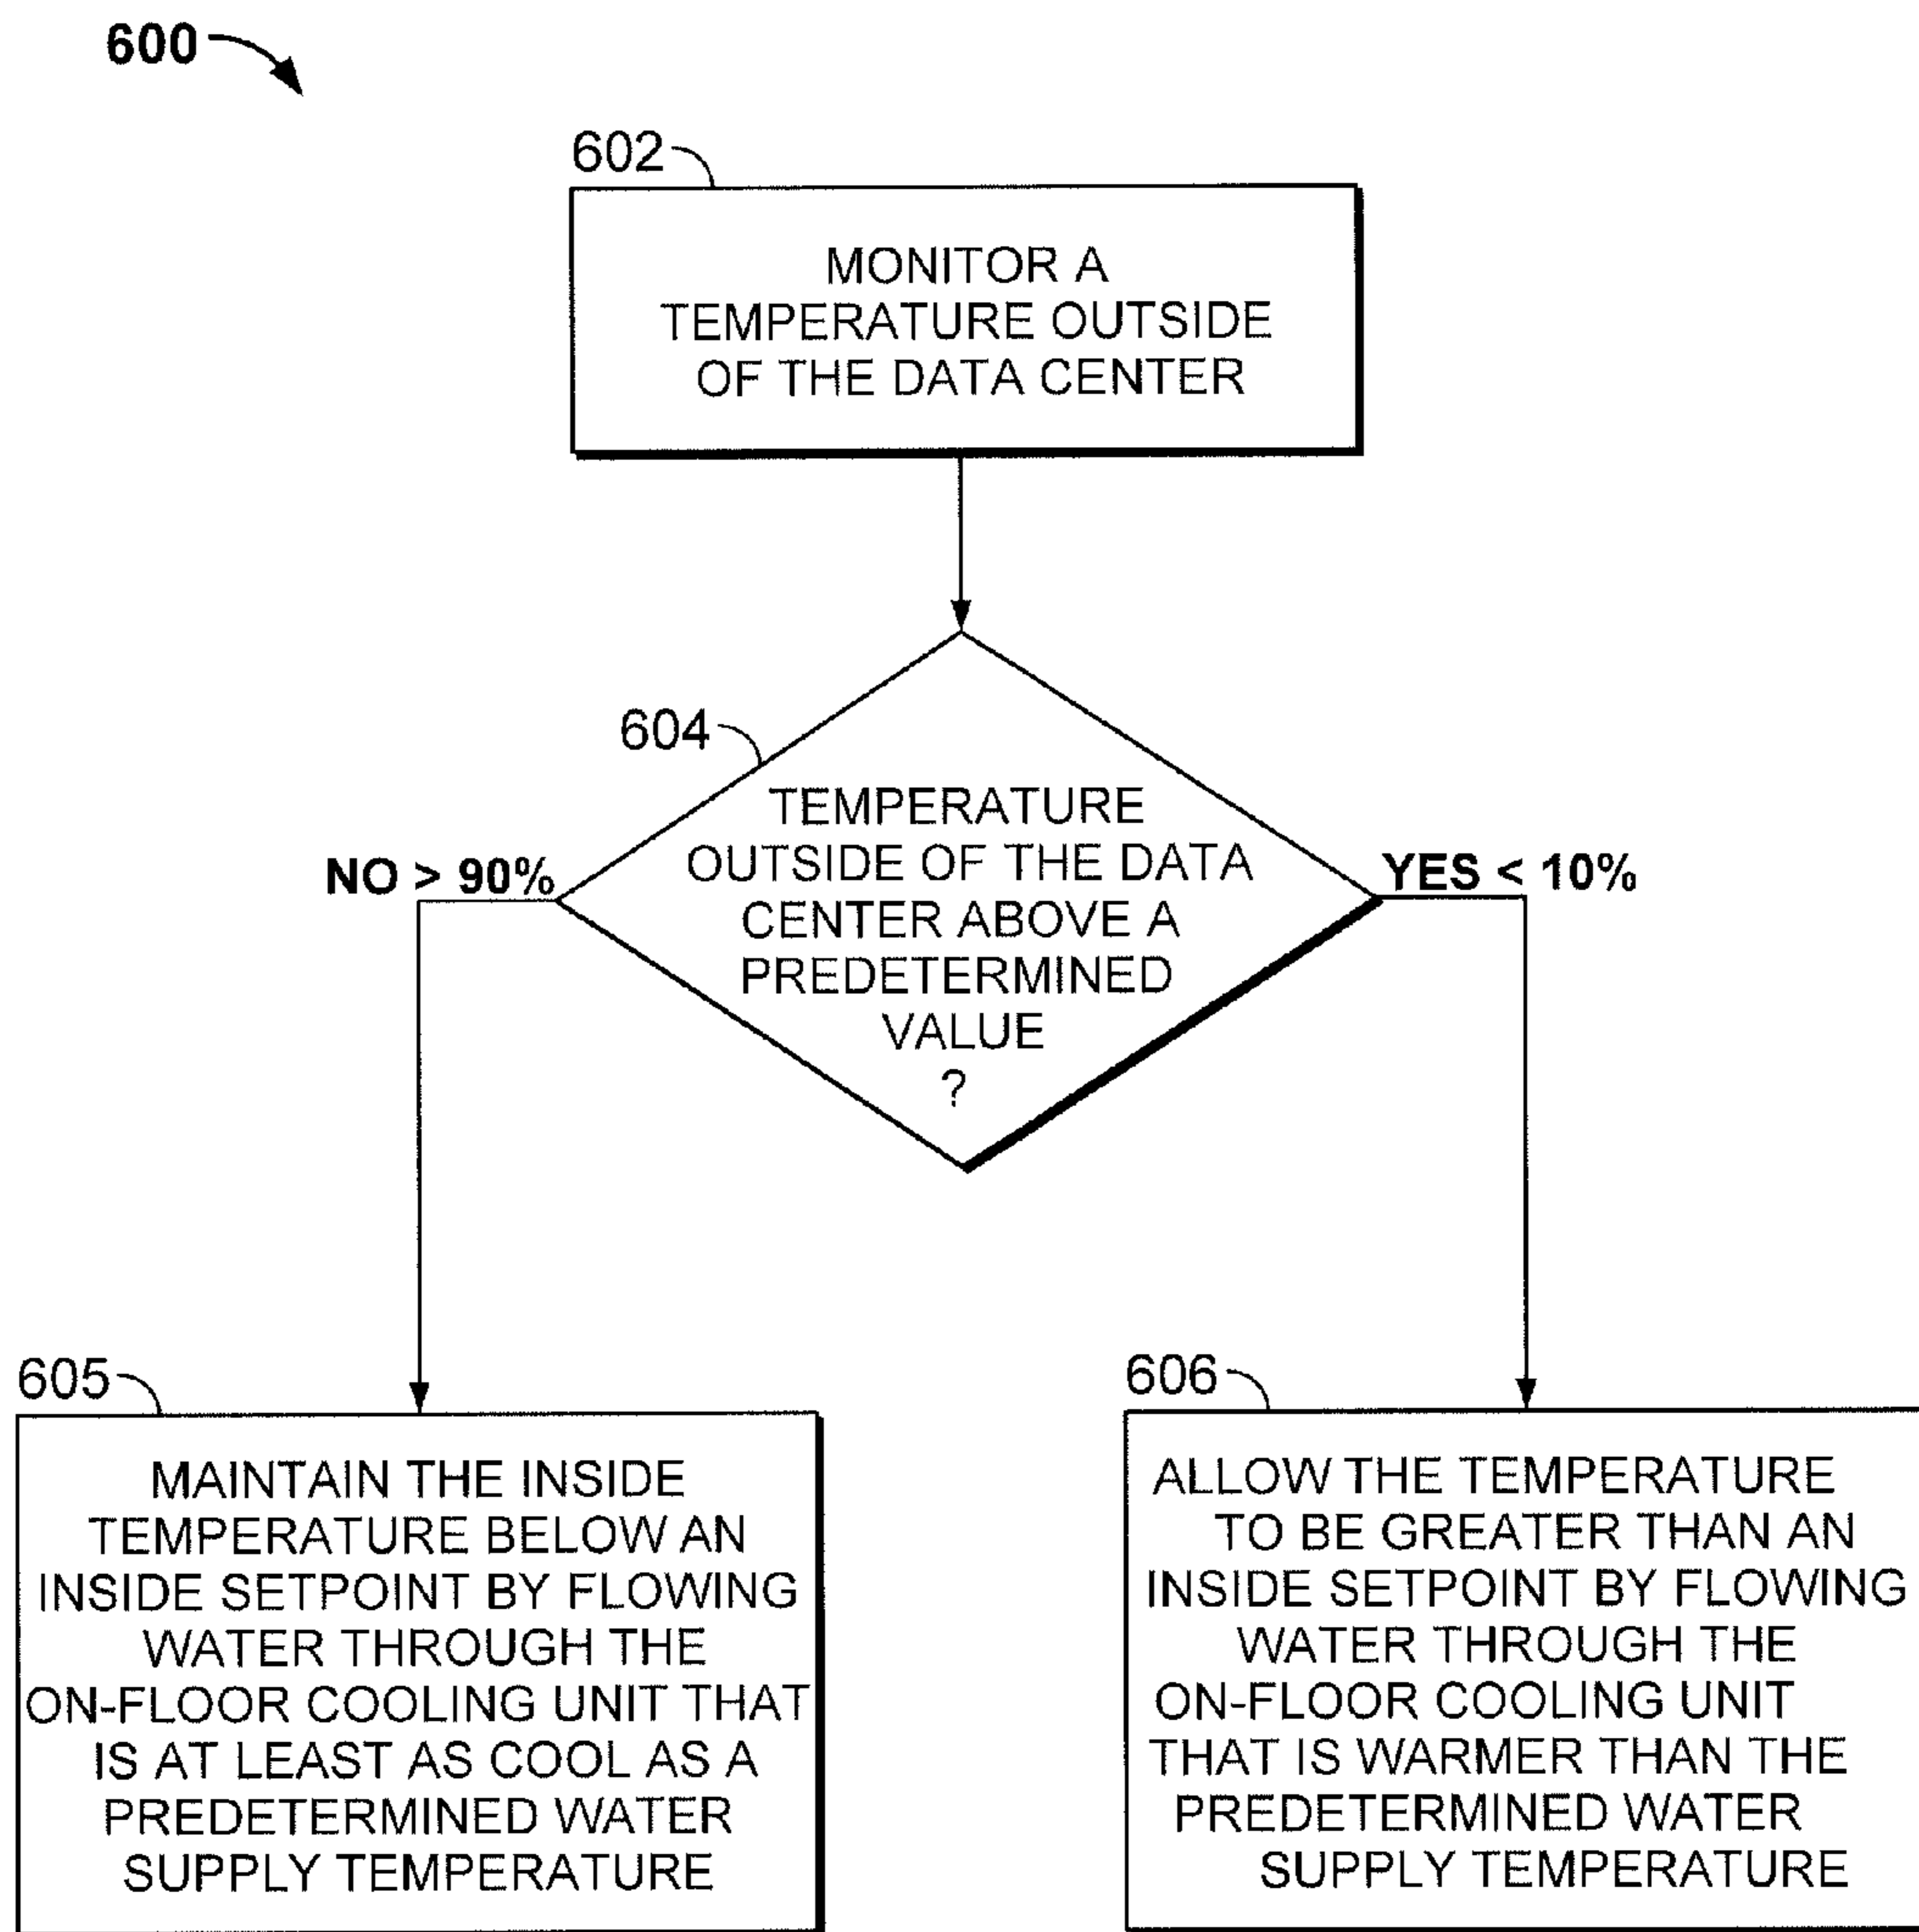 600
602
MONITOR A
TEMPERATURE OUTSIDE
OF THE DATA CENTER
604
TEMPERATURE
OUTSIDE OF THE DATA
CENTER ABOVE A
PREDETERMINED
VALUE
?
NO > 90%
YES < 10%
605
MAINTAIN THE INSIDE
TEMPERATURE BELOW AN
INSIDE SETPOINT BY FLOWING
WATER THROUGH THE
ON-FLOOR COOLING UNIT THAT
IS AT LEAST AS COOL AS A
PREDETERMINED WATER
SUPPLY TEMPERATURE
606
ALLOW THE TEMPERATURE
TO BE GREATER THAN AN
INSIDE SETPOINT BY FLOWING
WATER THROUGH THE
ON-FLOOR COOLING UNIT
THAT IS WARMER THAN THE
PREDETERMINED WATER
SUPPLY TEMPERATURE